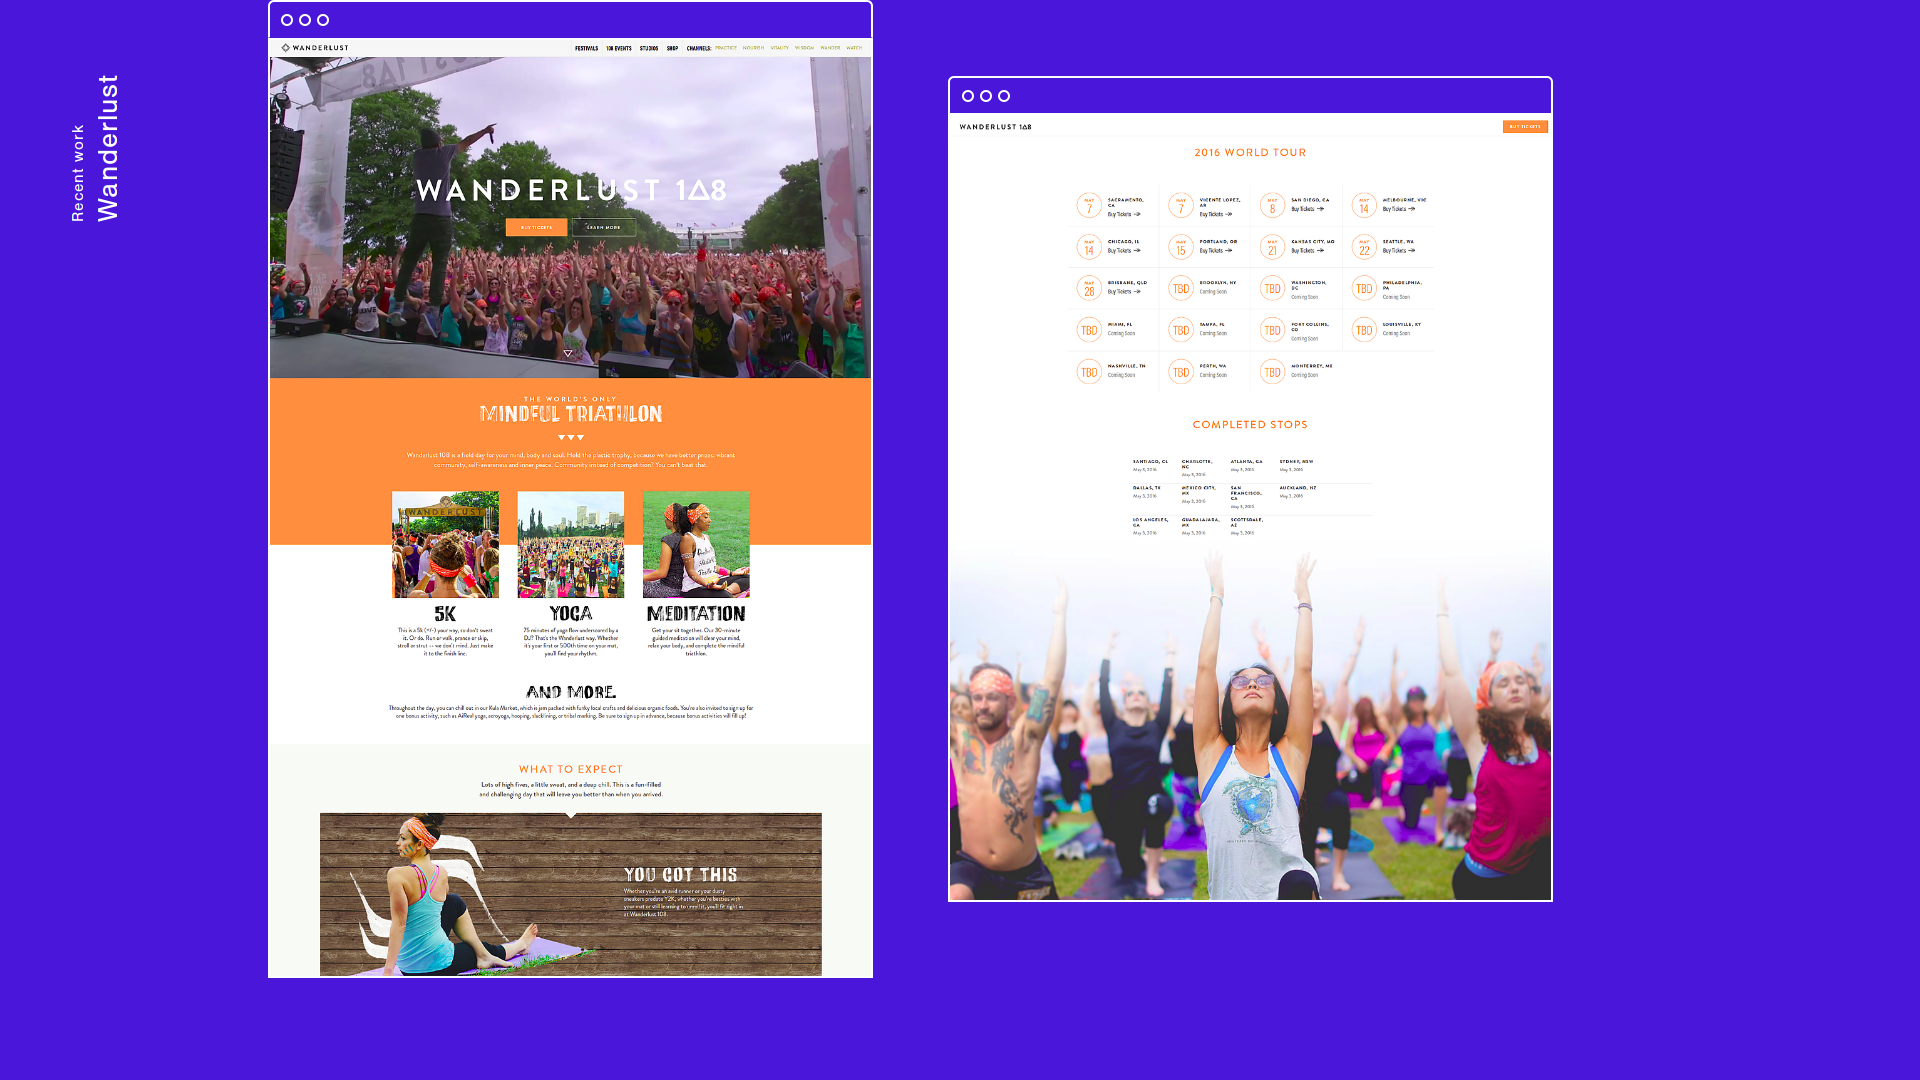 Recent work
Wanderlust
WANDERLUST
FESTIVALS 108 EVENTS STUDIOS SHOP CHANNELS: PRACTICE NOURISH VITALITY WISDOM WANDER WATCH
WANDERLUST 1Δ8
BUY TICKETS LEARN MORE
THE WORLD'S ONLY
MINDFUL TRIATHLON
Wanderlust 108 is a field day for your mind, body and soul. Hold the plastic trophy, because we have better prizes: vibrant
community, self-awareness and inner peace. Community instead of competition? You can't beat that.
WANDERLUST
5K
This is a 5k (+/-) your way, so don't sweat
it. Or do. Run or walk, prance or skip,
stroll or strut -- we don't mind. Just make
it to the finish line.
YOGA
75 minutes of yoga flow underscored by a
DJ? That's the Wanderlust way. Whether
it's your first or 500th time on your mat,
you'll find your rhythm.
MEDITATION
Get your sit together. Our 30-minute
guided meditation will clear your mind,
relax your body, and complete the mindful
triathlon.
AND MORE.
Throughout the day, you can chill out in our Kula Market, which is jam packed with funky local crafts and delicious organic foods. You're also invited to sign up for
one bonus activity, such as AiReal yoga, acroyoga, hooping, slacklining, or tribal marking. Be sure to sign up in advance, because bonus activities will fill up!
WHAT TO EXPECT
Lots of high fives, a little sweat, and a deep chill. This is a fun-filled
and challenging day that will leave you better than when you arrived.
YOU GOT THIS
Whether you're an avid runner or your dusty
sneakers predate Y2K, whether you're besties with
your mat or still learning to unroll it, you'll fit right in
at Wanderlust 108.
WANDERLUST 1Δ8
BUY TICKETS
2016 WORLD TOUR
MAY 7 SACRAMENTO, CA Buy Tickets
MAY 7 VICENTE LOPEZ, AR Buy Tickets
MAY 8 SAN DIEGO, CA Buy Tickets
MAY 14 MELBOURNE, VIC Buy Tickets
MAY 14 CHICAGO, IL Buy Tickets
MAY 15 PORTLAND, OR Buy Tickets
MAY 21 KANSAS CITY, MO Buy Tickets
MAY 22 SEATTLE, WA Buy Tickets
MAY 28 BRISBANE, QLD Buy Tickets
TBD BROOKLYN, NY Coming Soon
TBD WASHINGTON, DC Coming Soon
TBD PHILADELPHIA, PA Coming Soon
TBD MIAMI, FL Coming Soon
TBD TAMPA, FL Coming Soon
TBD FORT COLLINS, CO Coming Soon
TBD LOUISVILLE, KY Coming Soon
TBD NASHVILLE, TN Coming Soon
TBD PERTH, WA Coming Soon
TBD MONTERREY, MX Coming Soon
COMPLETED STOPS
SANTIAGO, CL May 3, 2016
CHARLOTTE, NC May 3, 2016
ATLANTA, GA May 3, 2016
SYDNEY, NSW May 2, 2016
DALLAS, TX May 3, 2016
MEXICO CITY, MX May 3, 2016
SAN FRANCISCO, CA May 3, 2016
AUCKLAND, NZ May 2, 2016
LOS ANGELES, CA May 3, 2016
GUADALAJARA, MX May 3, 2016
SCOTTSDALE, AZ May 3, 2016